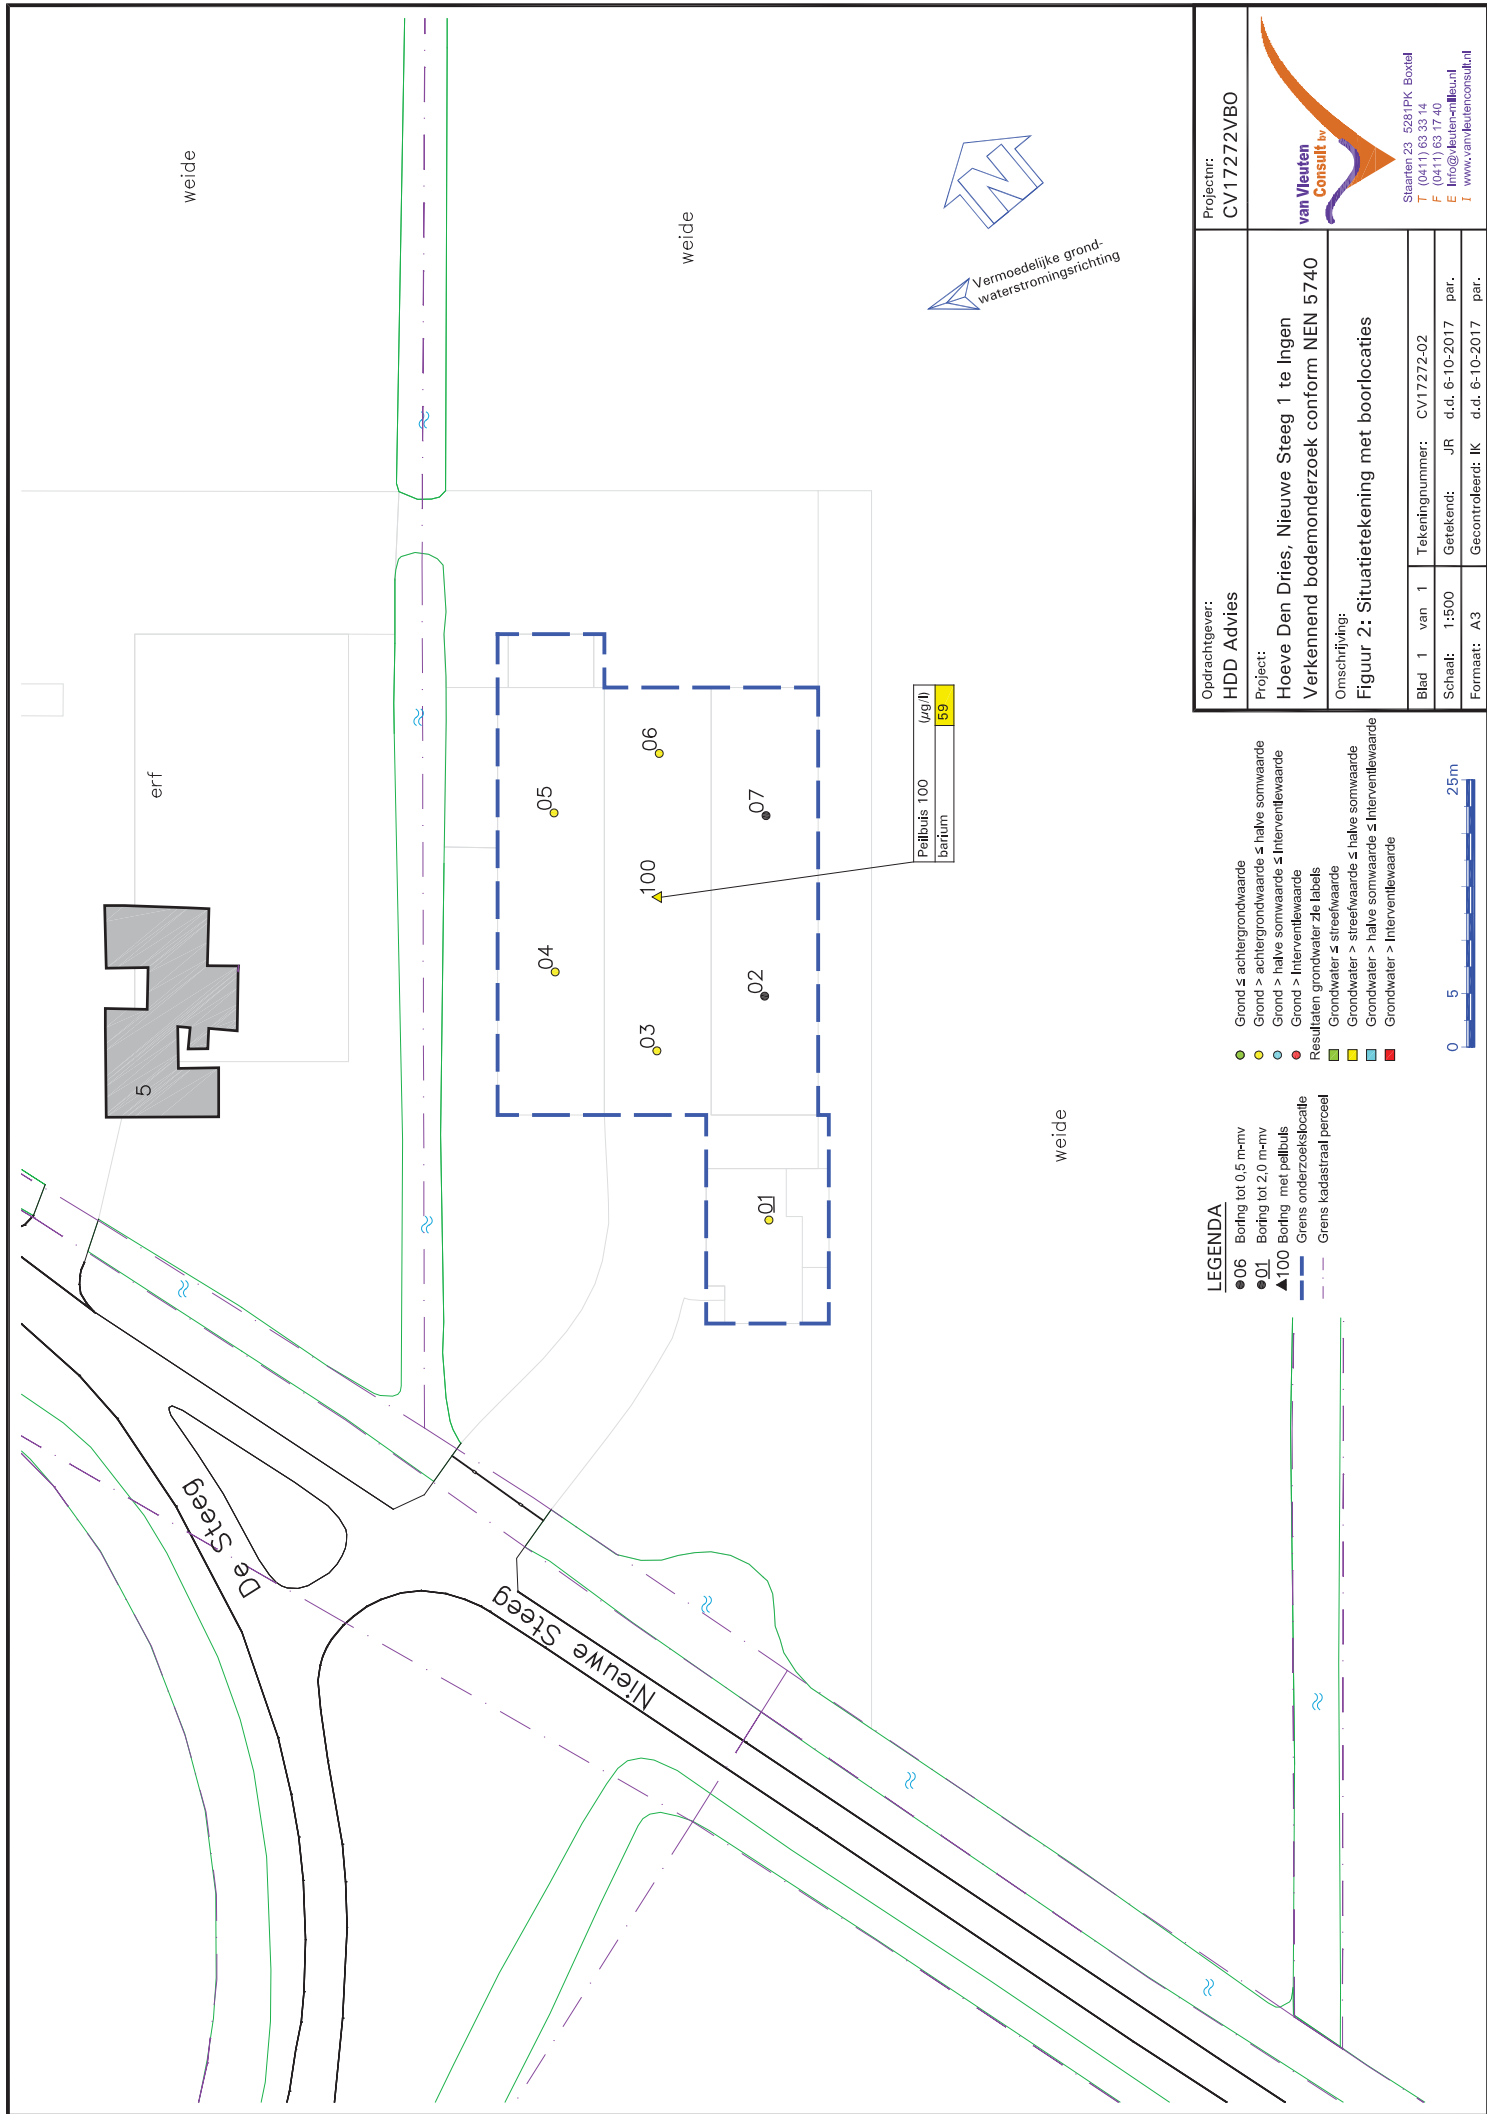 weide
weide
erf
5
De Steeg
Nieuwe Steeg
05
06
04
100
07
03
02
01
Peilbuis 100 (µg/l)
barium 59
weide
Vermoedelijke grond-
waterstromingsrichting
LEGENDA
06 Boring tot 0,5 m-mv
01 Boring tot 2,0 m-mv
100 Boring met peilbuis
Grens onderzoekslocatie
Grens kadastraal perceel
Grond ≤ achtergrondwaarde
Grond > achtergrondwaarde ≤ halve somwaarde
Grond > halve somwaarde ≤ Interventiewaarde
Grond > Interventiewaarde
Resultaten grondwater zie labels
Grondwater ≤ streefwaarde
Grondwater > streefwaarde ≤ halve somwaarde
Grondwater > halve somwaarde ≤ Interventiewaarde
Grondwater > Interventiewaarde
0 5 25m
Opdrachtgever:
HDD Advies
Projectnr:
CV17272VBO
Project:
Hoeve Den Dries, Nieuwe Steeg 1 te Ingen
Verkennend bodemonderzoek conform NEN 5740
Omschrijving:
Figuur 2: Situatietekening met boorlocaties
Blad 1 van 1 Tekeningnummer: CV17272-02
Schaal: 1:500 Getekend: JR d.d. 6-10-2017 par.
Formaat: A3 Gecontroleerd: IK d.d. 6-10-2017 par.
van Vleuten
Consult bv
Staarten 23 5281PK Boxtel
T (0411) 63 33 14
F (0411) 63 17 40
E Info@vleuten-milieu.nl
I www.vanvleutenconsult.nl
N